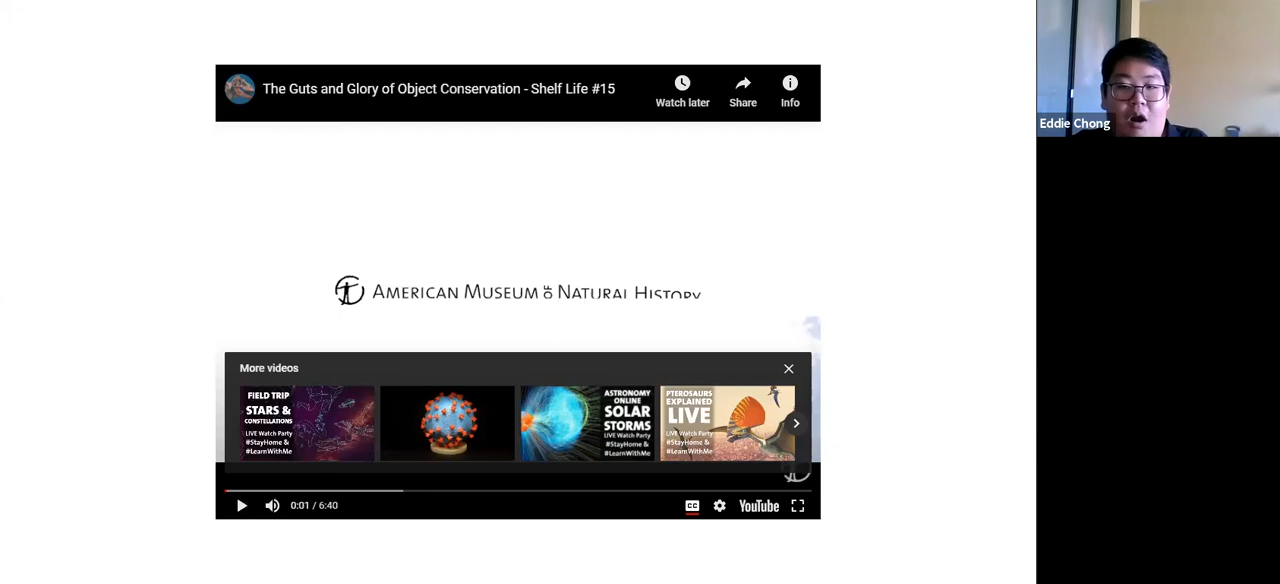 The Guts and Glory of Object Conservation - Shelf Life #15
Watch later
Share
Info
Eddie Chong
AMERICAN MUSEUM OF NATURAL HISTORY
More videos
FIELD TRIP
STARS &
CONSTELLATIONS
LIVE Watch Party
#StayHome &
#LearnWithMe
ASTRONOMY
ONLINE
SOLAR
STORMS
LIVE Watch Party
#StayHome &
#LearnWithMe
PTEROSAURS
EXPLAINED
LIVE
LIVE Watch Party
#StayHome &
#LearnWithMe
0:01 / 6:40
CC
YouTube